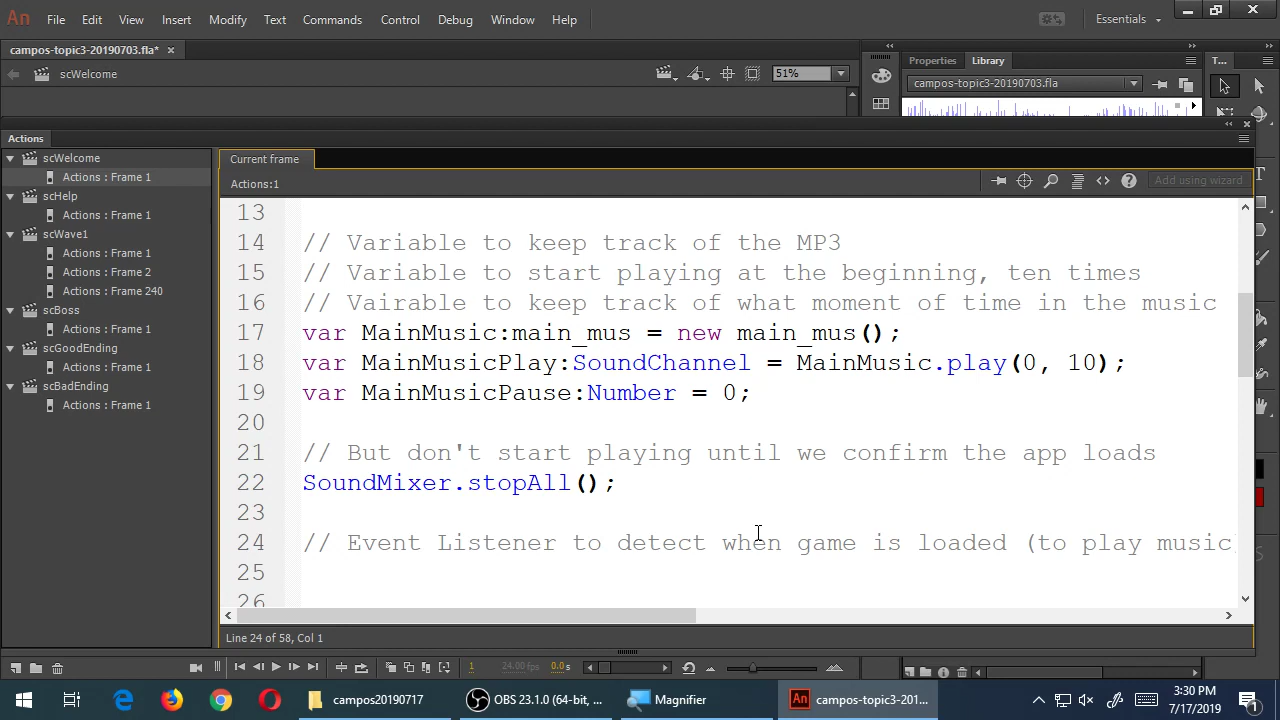 An File Edit View Insert Modify Text Commands Control Debug Window Help Essentials
campos-topic3-20190703.fla* ×
scWelcome 51%
Properties Library T...
campos-topic3-20190703.fla
Actions
scWelcome
Actions : Frame 1
scHelp
Actions : Frame 1
scWave1
Actions : Frame 1
Actions : Frame 2
Actions : Frame 240
scBoss
Actions : Frame 1
scGoodEnding
Actions : Frame 1
scBadEnding
Actions : Frame 1
Current frame
Actions:1 Add using wizard
13
14 // Variable to keep track of the MP3
15 // Variable to start playing at the beginning, ten times
16 // Vairable to keep track of what moment of time in the music
17 var MainMusic:main_mus = new main_mus();
18 var MainMusicPlay:SoundChannel = MainMusic.play(0, 10);
19 var MainMusicPause:Number = 0;
20
21 // But don't start playing until we confirm the app loads
22 SoundMixer.stopAll();
23
24 // Event Listener to detect when game is loaded (to play music)
25
26
Line 24 of 58, Col 1
1 24.00 fps 0.0 s
campos20190717 OBS 23.1.0 (64-bit, ... Magnifier An campos-topic3-201... 3:30 PM
7/17/2019 1